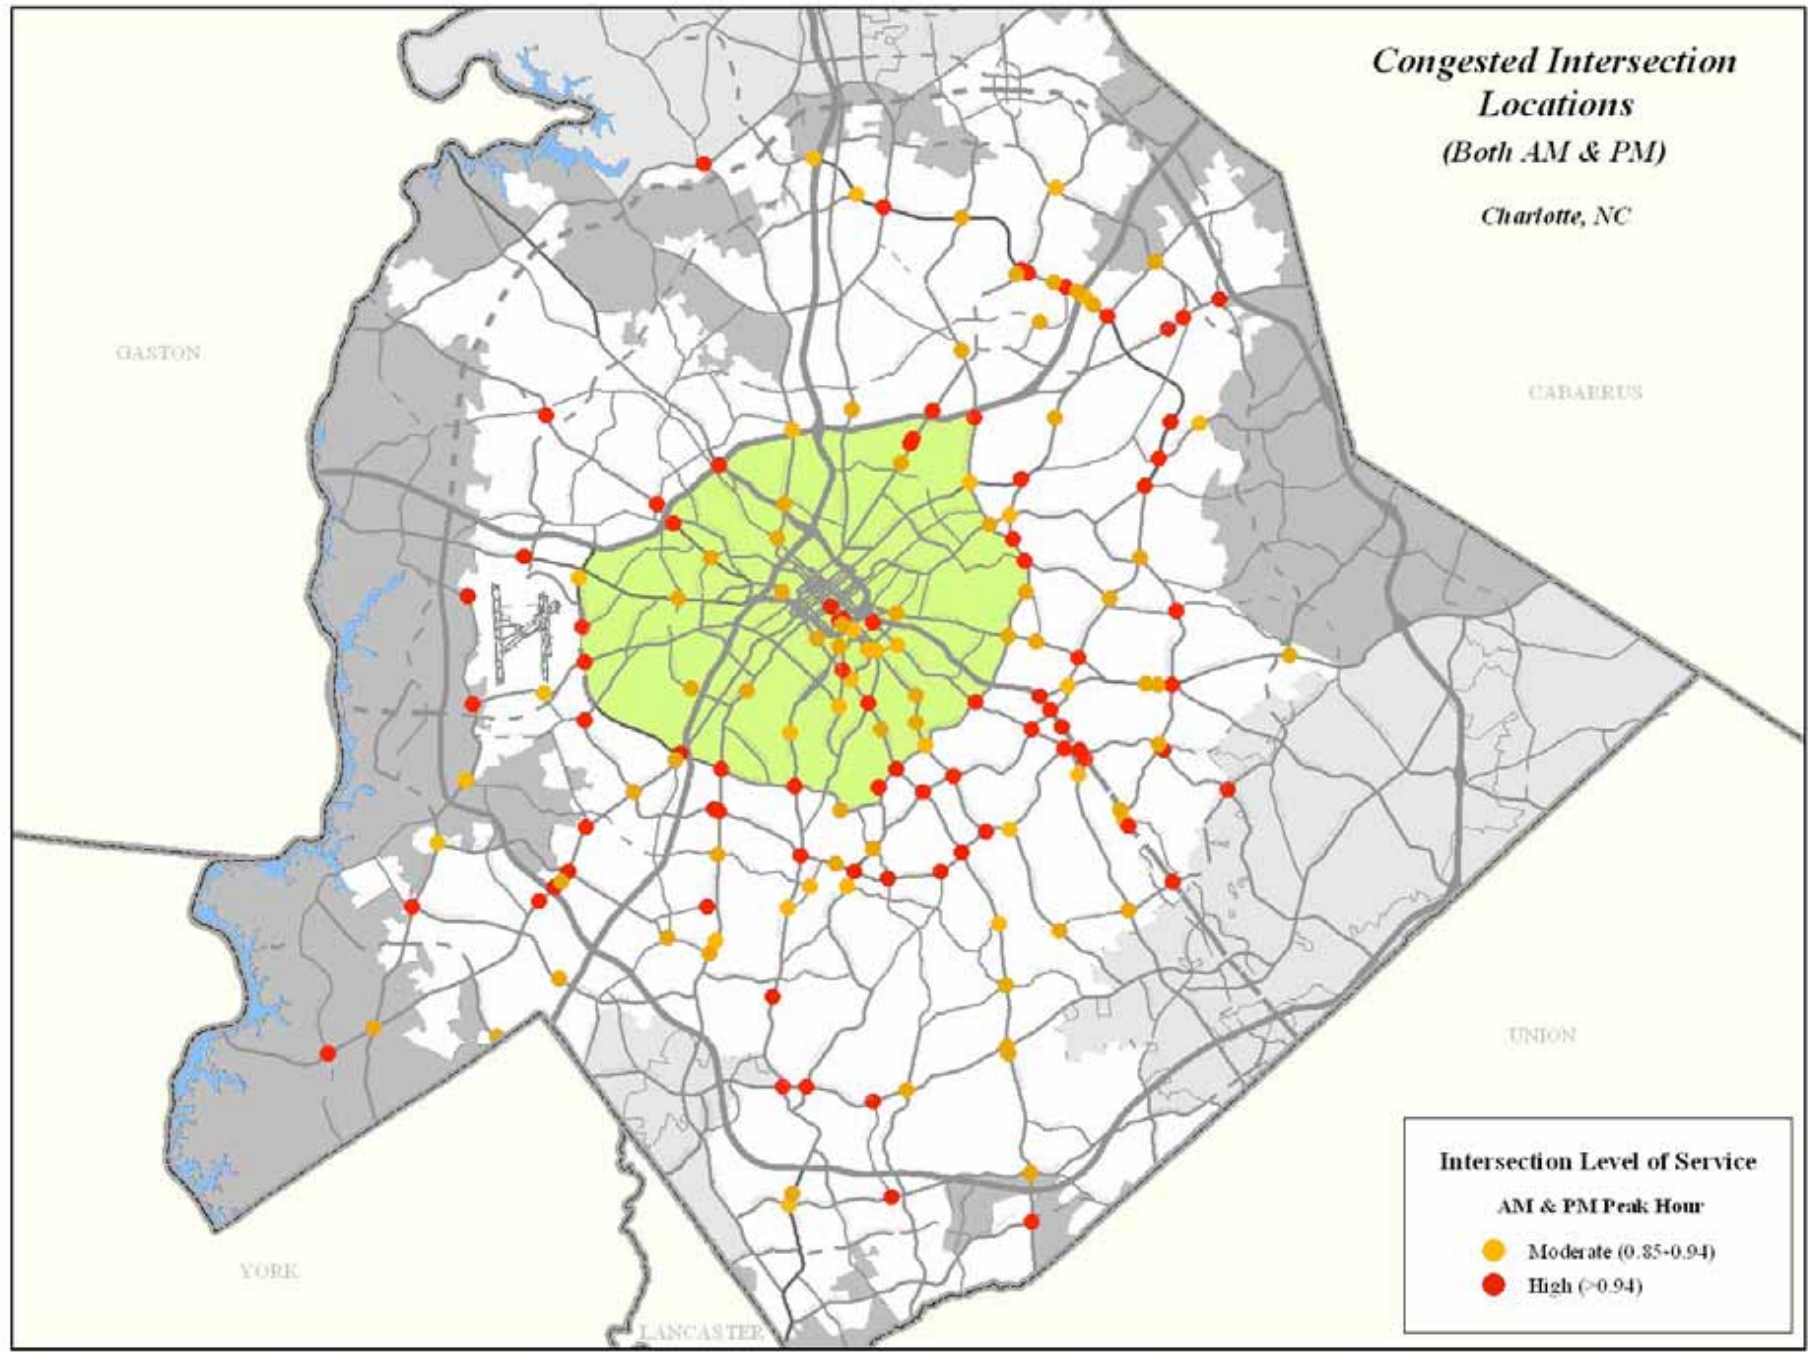 Congested Intersection
Locations
(Both AM & PM)
Charlotte, NC
GASTON
CABARRUS
UNION
YORK
LANCASTER
Intersection Level of Service
AM & PM Peak Hour
Moderate (0.85-0.94)
High (>0.94)